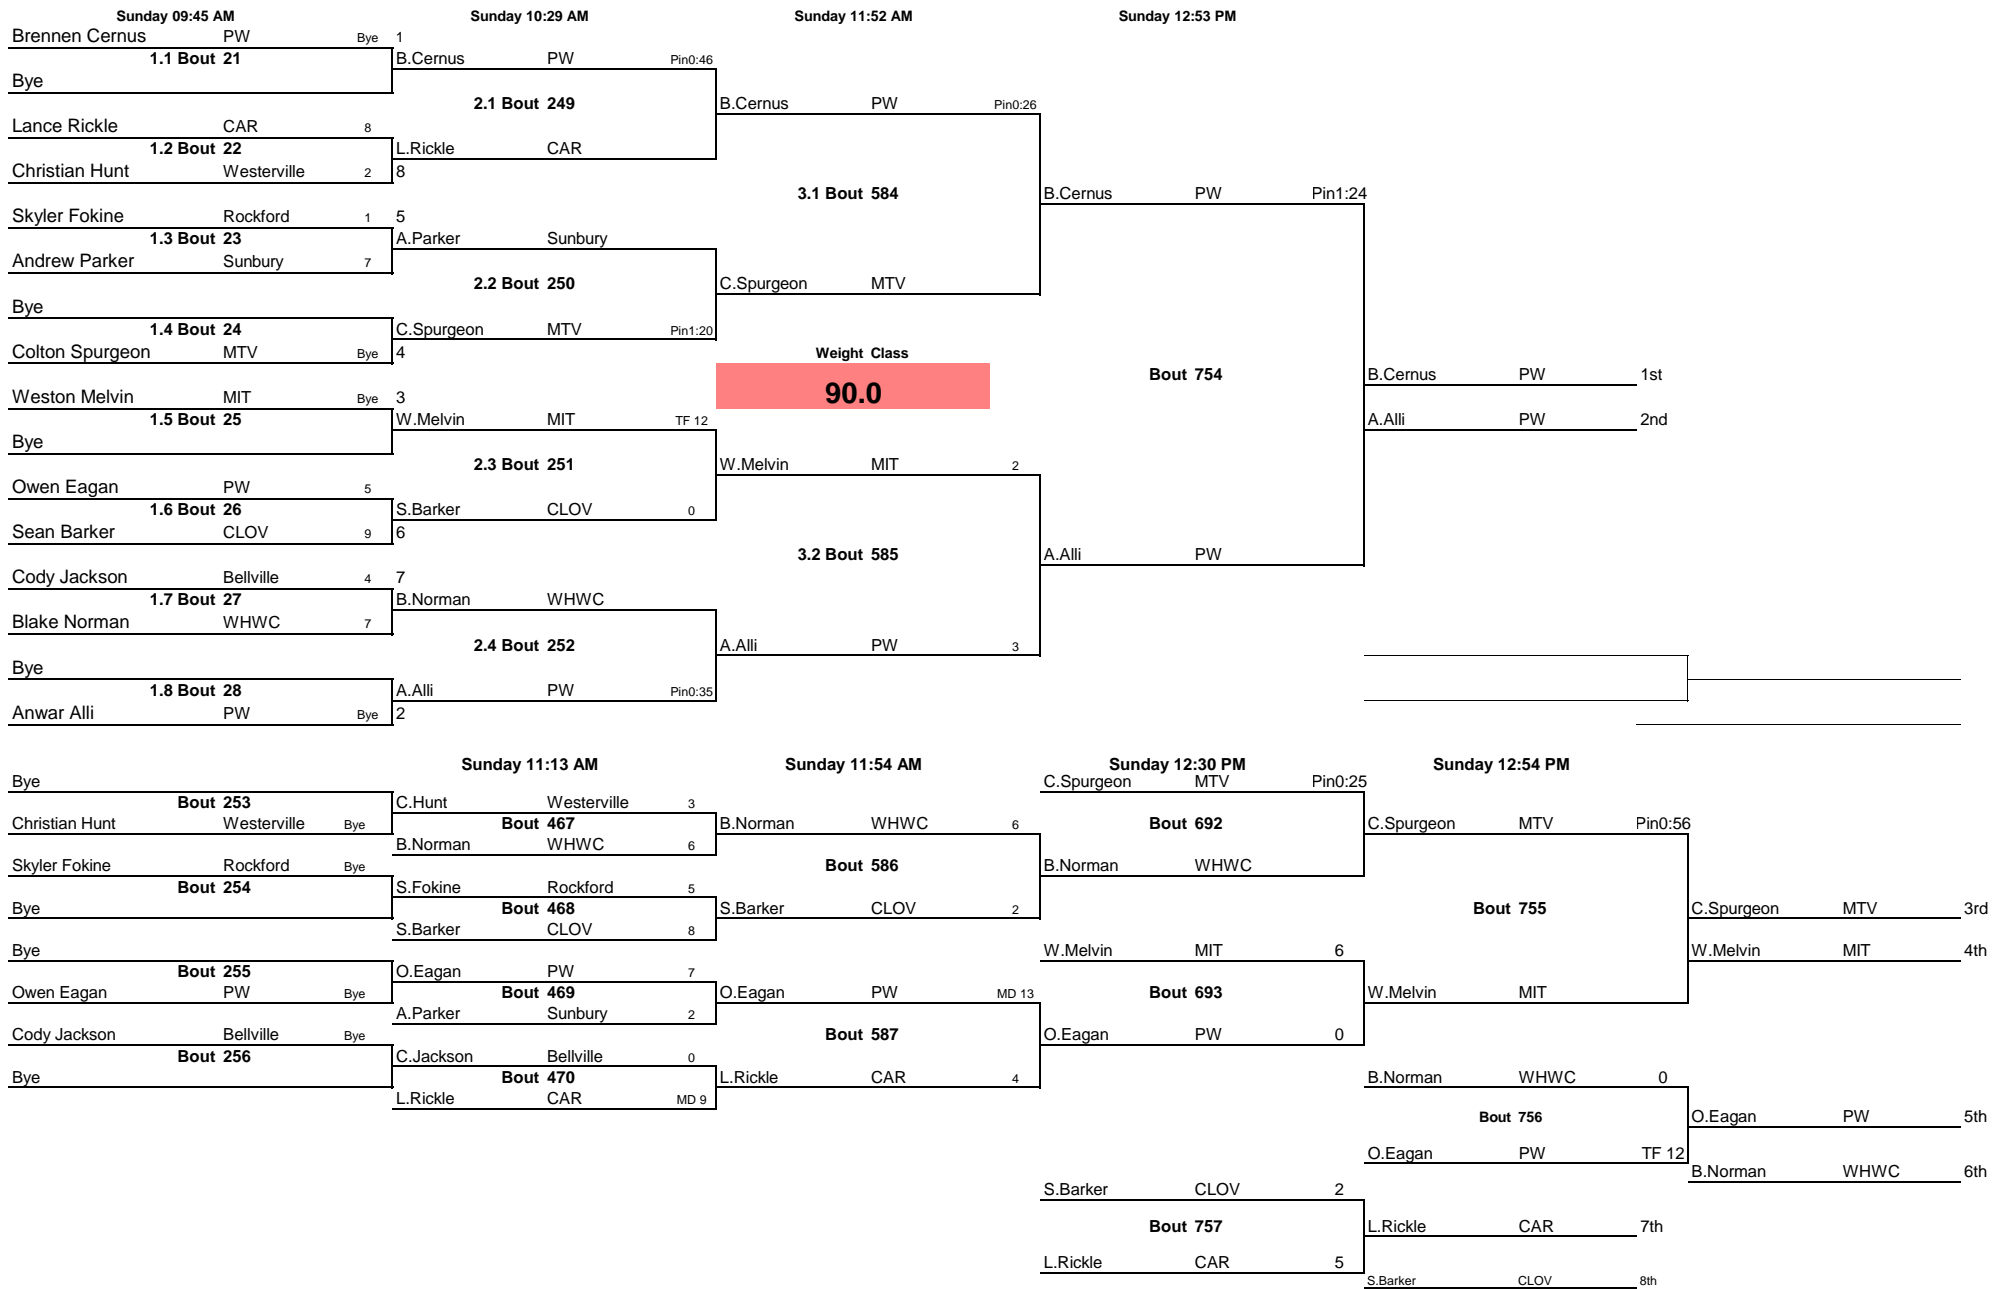 Sunday 09:45 AM Sunday 10:29 AM Sunday 11:52 AM Sunday 12:53 PM
Brennen Cernus PW Bye 1
1.1 Bout 21 B.Cernus PW Pin0:46
Bye
2.1 Bout 249 B.Cernus PW Pin0:26
Lance Rickle CAR 8
1.2 Bout 22 L.Rickle CAR
Christian Hunt Westerville 2 8
3.1 Bout 584 B.Cernus PW Pin1:24
Skyler Fokine Rockford 1 5
1.3 Bout 23 A.Parker Sunbury
Andrew Parker Sunbury 7
2.2 Bout 250 C.Spurgeon MTV
Bye
1.4 Bout 24 C.Spurgeon MTV Pin1:20
Colton Spurgeon MTV Bye 4 Weight Class
Bout 754 B.Cernus PW 1st
Weston Melvin MIT Bye 3 90.0
1.5 Bout 25 W.Melvin MIT TF 12 A.Alli PW 2nd
Bye
2.3 Bout 251 W.Melvin MIT 2
Owen Eagan PW 5
1.6 Bout 26 S.Barker CLOV 0
Sean Barker CLOV 9 6
3.2 Bout 585 A.Alli PW
Cody Jackson Bellville 4 7
1.7 Bout 27 B.Norman WHWC
Blake Norman WHWC 7
2.4 Bout 252 A.Alli PW 3
Bye
1.8 Bout 28 A.Alli PW Pin0:35
Anwar Alli PW Bye 2
Sunday 11:13 AM Sunday 11:54 AM Sunday 12:30 PM Sunday 12:54 PM
Bye C.Spurgeon MTV Pin0:25
Bout 253 C.Hunt Westerville 3
Christian Hunt Westerville Bye Bout 467 B.Norman WHWC 6 Bout 692 C.Spurgeon MTV Pin0:56
B.Norman WHWC 6
Skyler Fokine Rockford Bye Bout 586 B.Norman WHWC
Bout 254 S.Fokine Rockford 5
Bye Bout 468 S.Barker CLOV 2 Bout 755 C.Spurgeon MTV 3rd
S.Barker CLOV 8
Bye W.Melvin MIT 6 W.Melvin MIT 4th
Bout 255 O.Eagan PW 7
Owen Eagan PW Bye Bout 469 O.Eagan PW MD 13 Bout 693 W.Melvin MIT
A.Parker Sunbury 2
Cody Jackson Bellville Bye Bout 587 O.Eagan PW 0
Bout 256 C.Jackson Bellville 0
Bye Bout 470 L.Rickle CAR 4 B.Norman WHWC 0
L.Rickle CAR MD 9
Bout 756 O.Eagan PW 5th
O.Eagan PW TF 12
B.Norman WHWC 6th
S.Barker CLOV 2
Bout 757 L.Rickle CAR 7th
L.Rickle CAR 5
S.Barker CLOV 8th